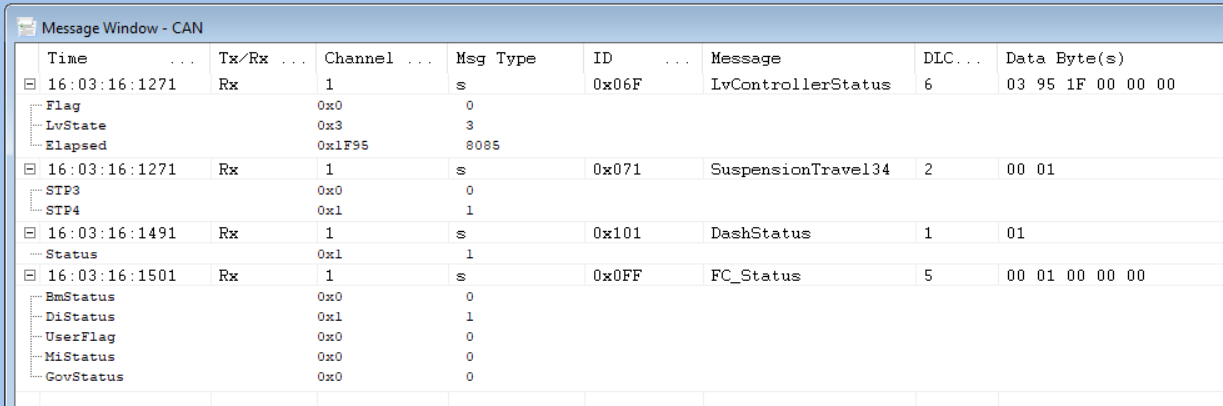 Message Window - CAN
Time ... Tx/Rx ... Channel ... Msg Type ID ... Message DLC... Data Byte(s)
16:03:16:1271 Rx 1 s 0x06F LvControllerStatus 6 03 95 1F 00 00 00
Flag 0x0 0
LvState 0x3 3
Elapsed 0x1F95 8085
16:03:16:1271 Rx 1 s 0x071 SuspensionTravel34 2 00 01
STP3 0x0 0
STP4 0x1 1
16:03:16:1491 Rx 1 s 0x101 DashStatus 1 01
Status 0x1 1
16:03:16:1501 Rx 1 s 0x0FF FC_Status 5 00 01 00 00 00
BmStatus 0x0 0
DiStatus 0x1 1
UserFlag 0x0 0
MiStatus 0x0 0
GovStatus 0x0 0